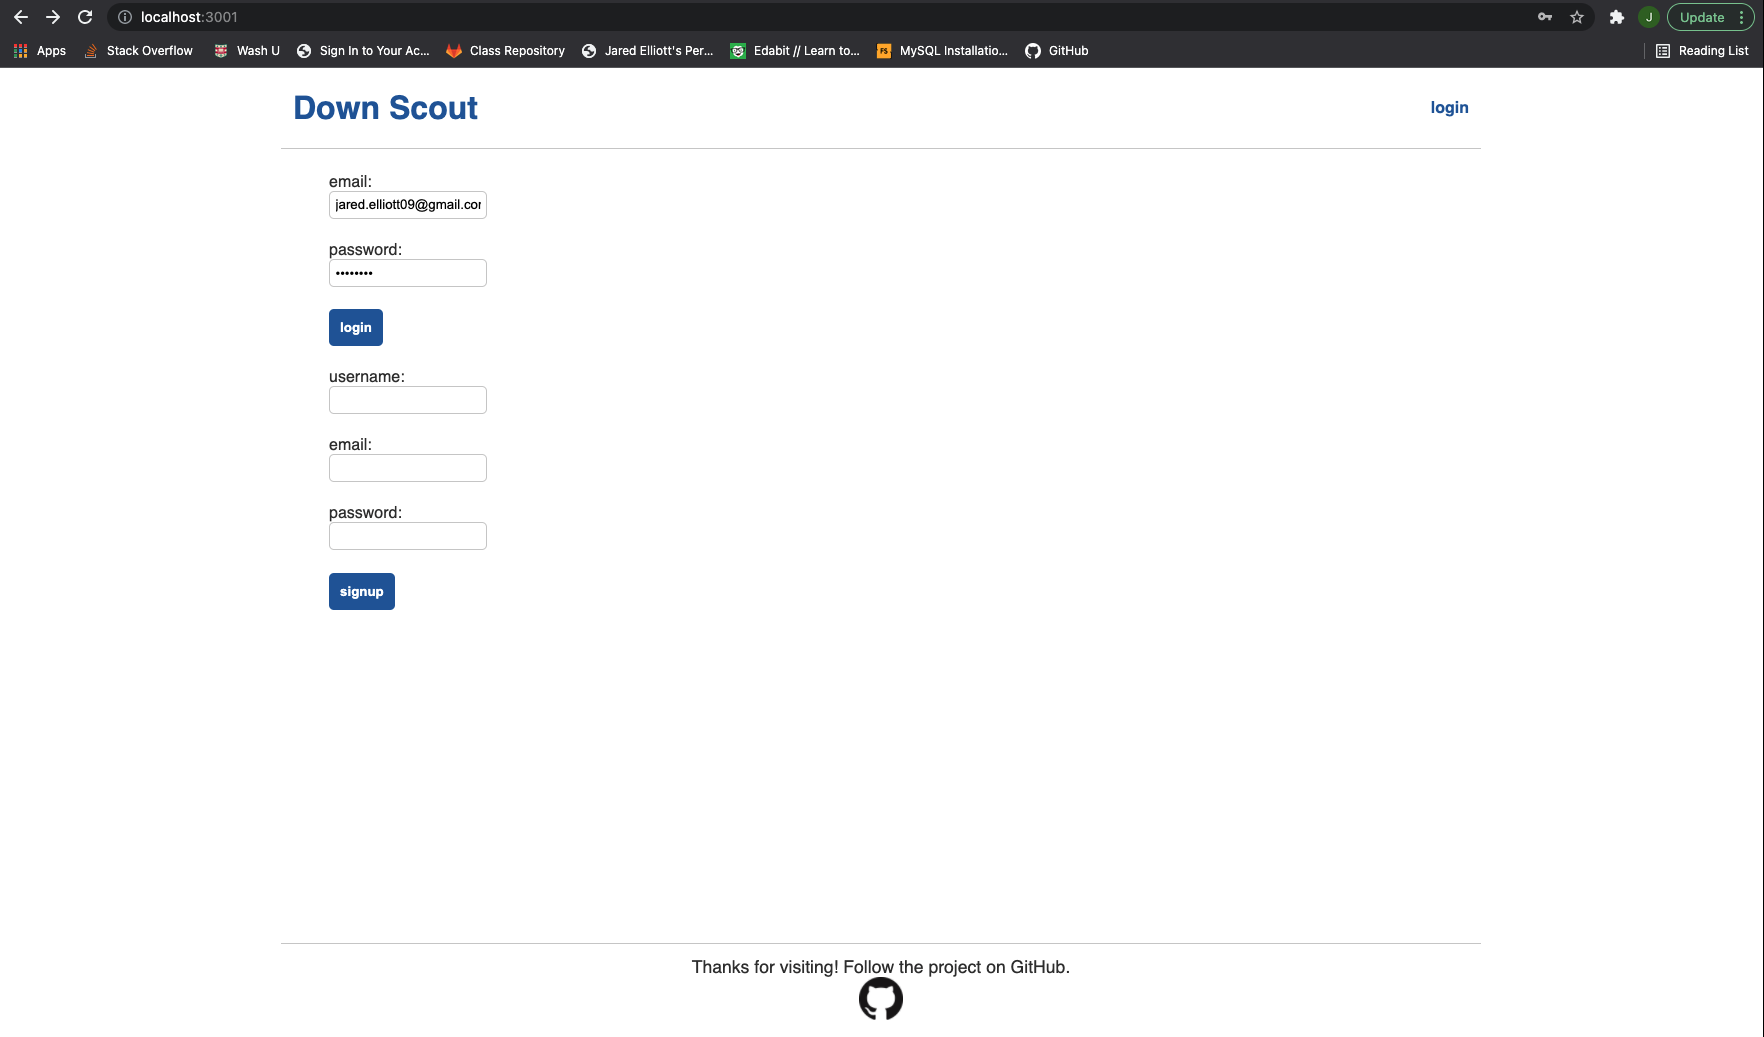 localhost:3001
J
Update
Apps Stack Overflow Wash U Sign In to Your Ac... Class Repository Jared Elliott's Per... Edabit // Learn to... FS MySQL Installatio... GitHub Reading List
Down Scout
login
email:
jared.elliott09@gmail.cor
password:
••••••••
login
username:
email:
password:
signup
Thanks for visiting! Follow the project on GitHub.